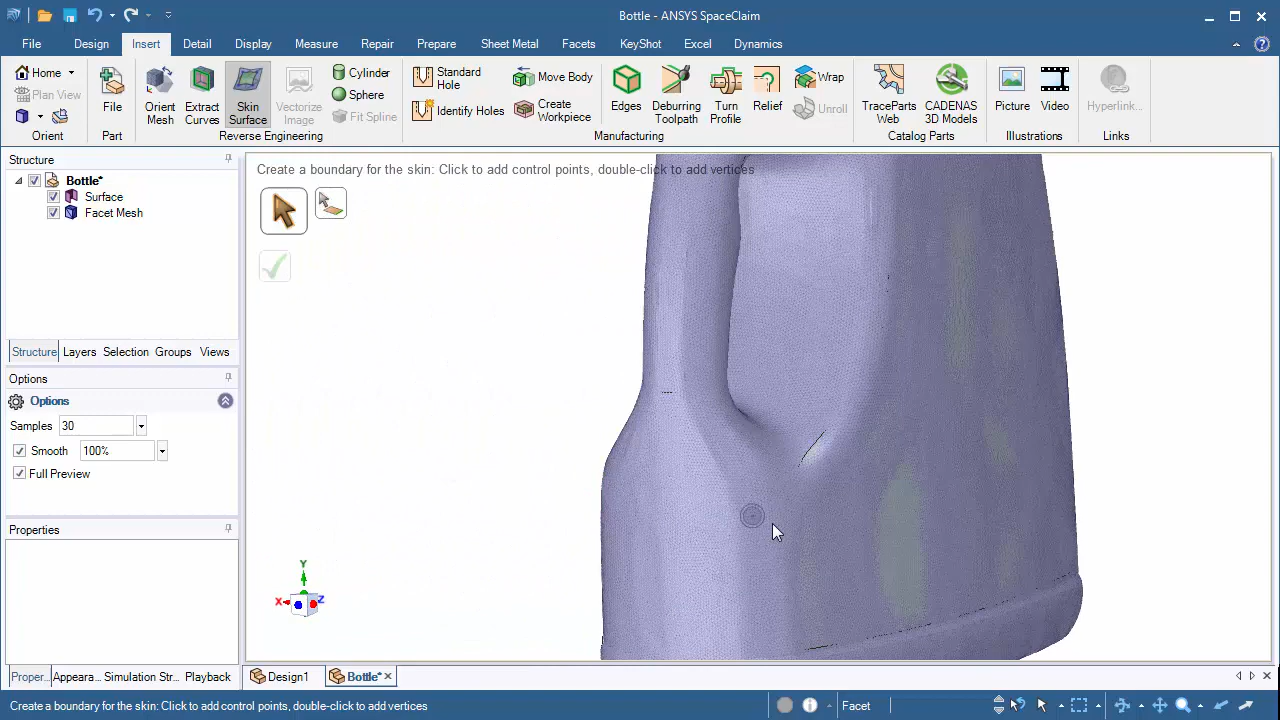 Bottle - ANSYS SpaceClaim
File Design Insert Detail Display Measure Repair Prepare Sheet Metal Facets KeyShot Excel Dynamics
Home
Plan View
Orient
File
Part
Orient Mesh
Extract Curves
Skin Surface
Vectorize Image
Cylinder
Sphere
Fit Spline
Reverse Engineering
Standard Hole
Identify Holes
Move Body
Create Workpiece
Edges
Deburring Toolpath
Turn Profile
Relief
Wrap
Unroll
Manufacturing
TraceParts Web
CADENAS 3D Models
Catalog Parts
Picture
Video
Illustrations
Hyperlink...
Links
Structure
Bottle*
Surface
Facet Mesh
Structure Layers Selection Groups Views
Options
Options
Samples 30
Smooth 100%
Full Preview
Properties
Proper... Appeara... Simulation Str... Playback
Create a boundary for the skin: Click to add control points, double-click to add vertices
Y
X
Z
Design1 Bottle*
Create a boundary for the skin: Click to add control points, double-click to add vertices
Facet